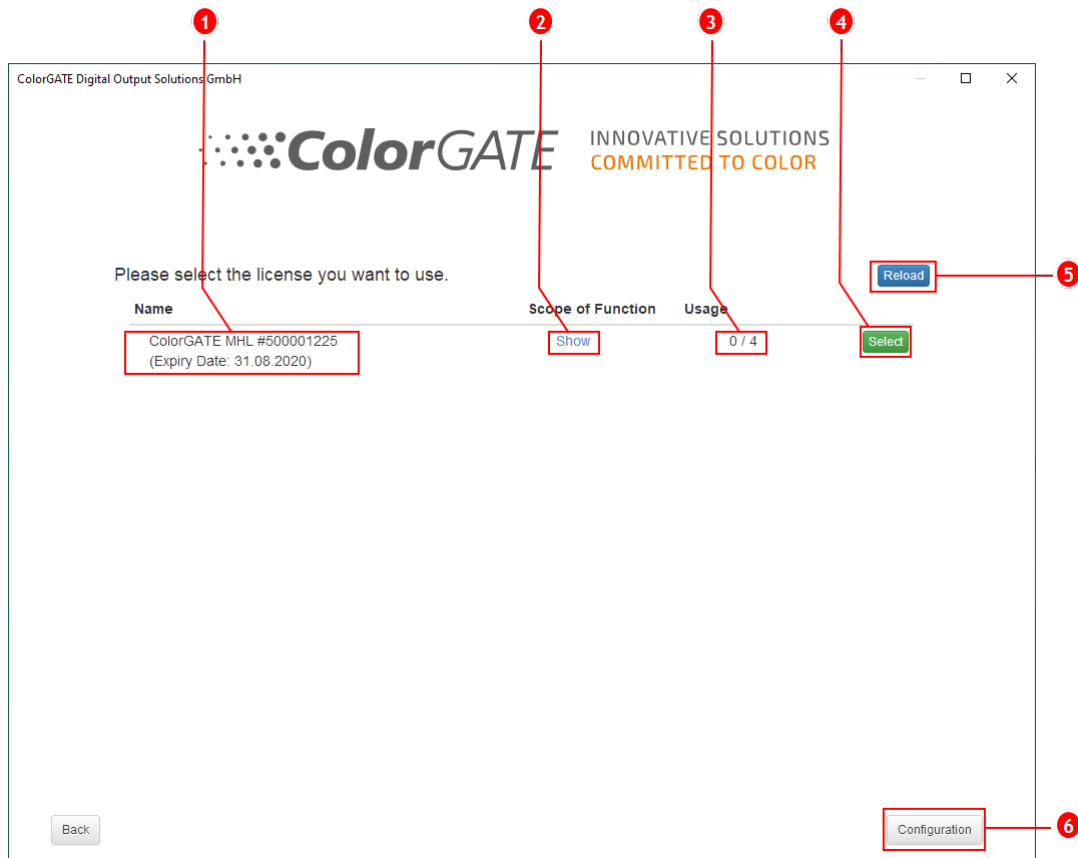 1 2 3 4
ColorGATE Digital Output Solutions GmbH
ColorGATE INNOVATIVE SOLUTIONS
COMMITTED TO COLOR
Please select the license you want to use. Reload 5
Name Scope of Function Usage
ColorGATE MHL #500001225 Show 0 / 4 Select
(Expiry Date: 31.08.2020)
Back Configuration 6